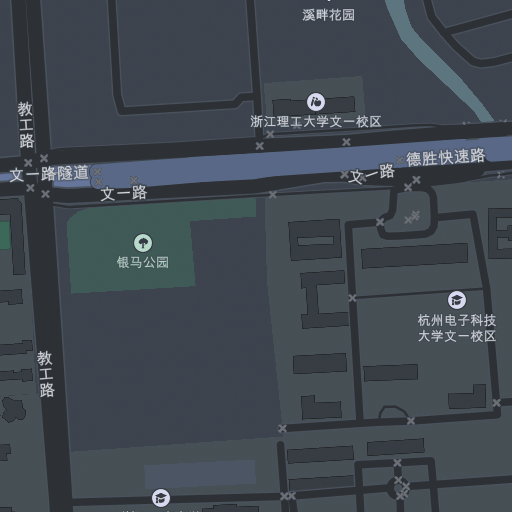 溪畔花园
教工路
浙江理工大学文一校区
德胜快速路
文一路隧道
文一路
文一路
银马公园
杭州电子科技
大学文一校区
教工路